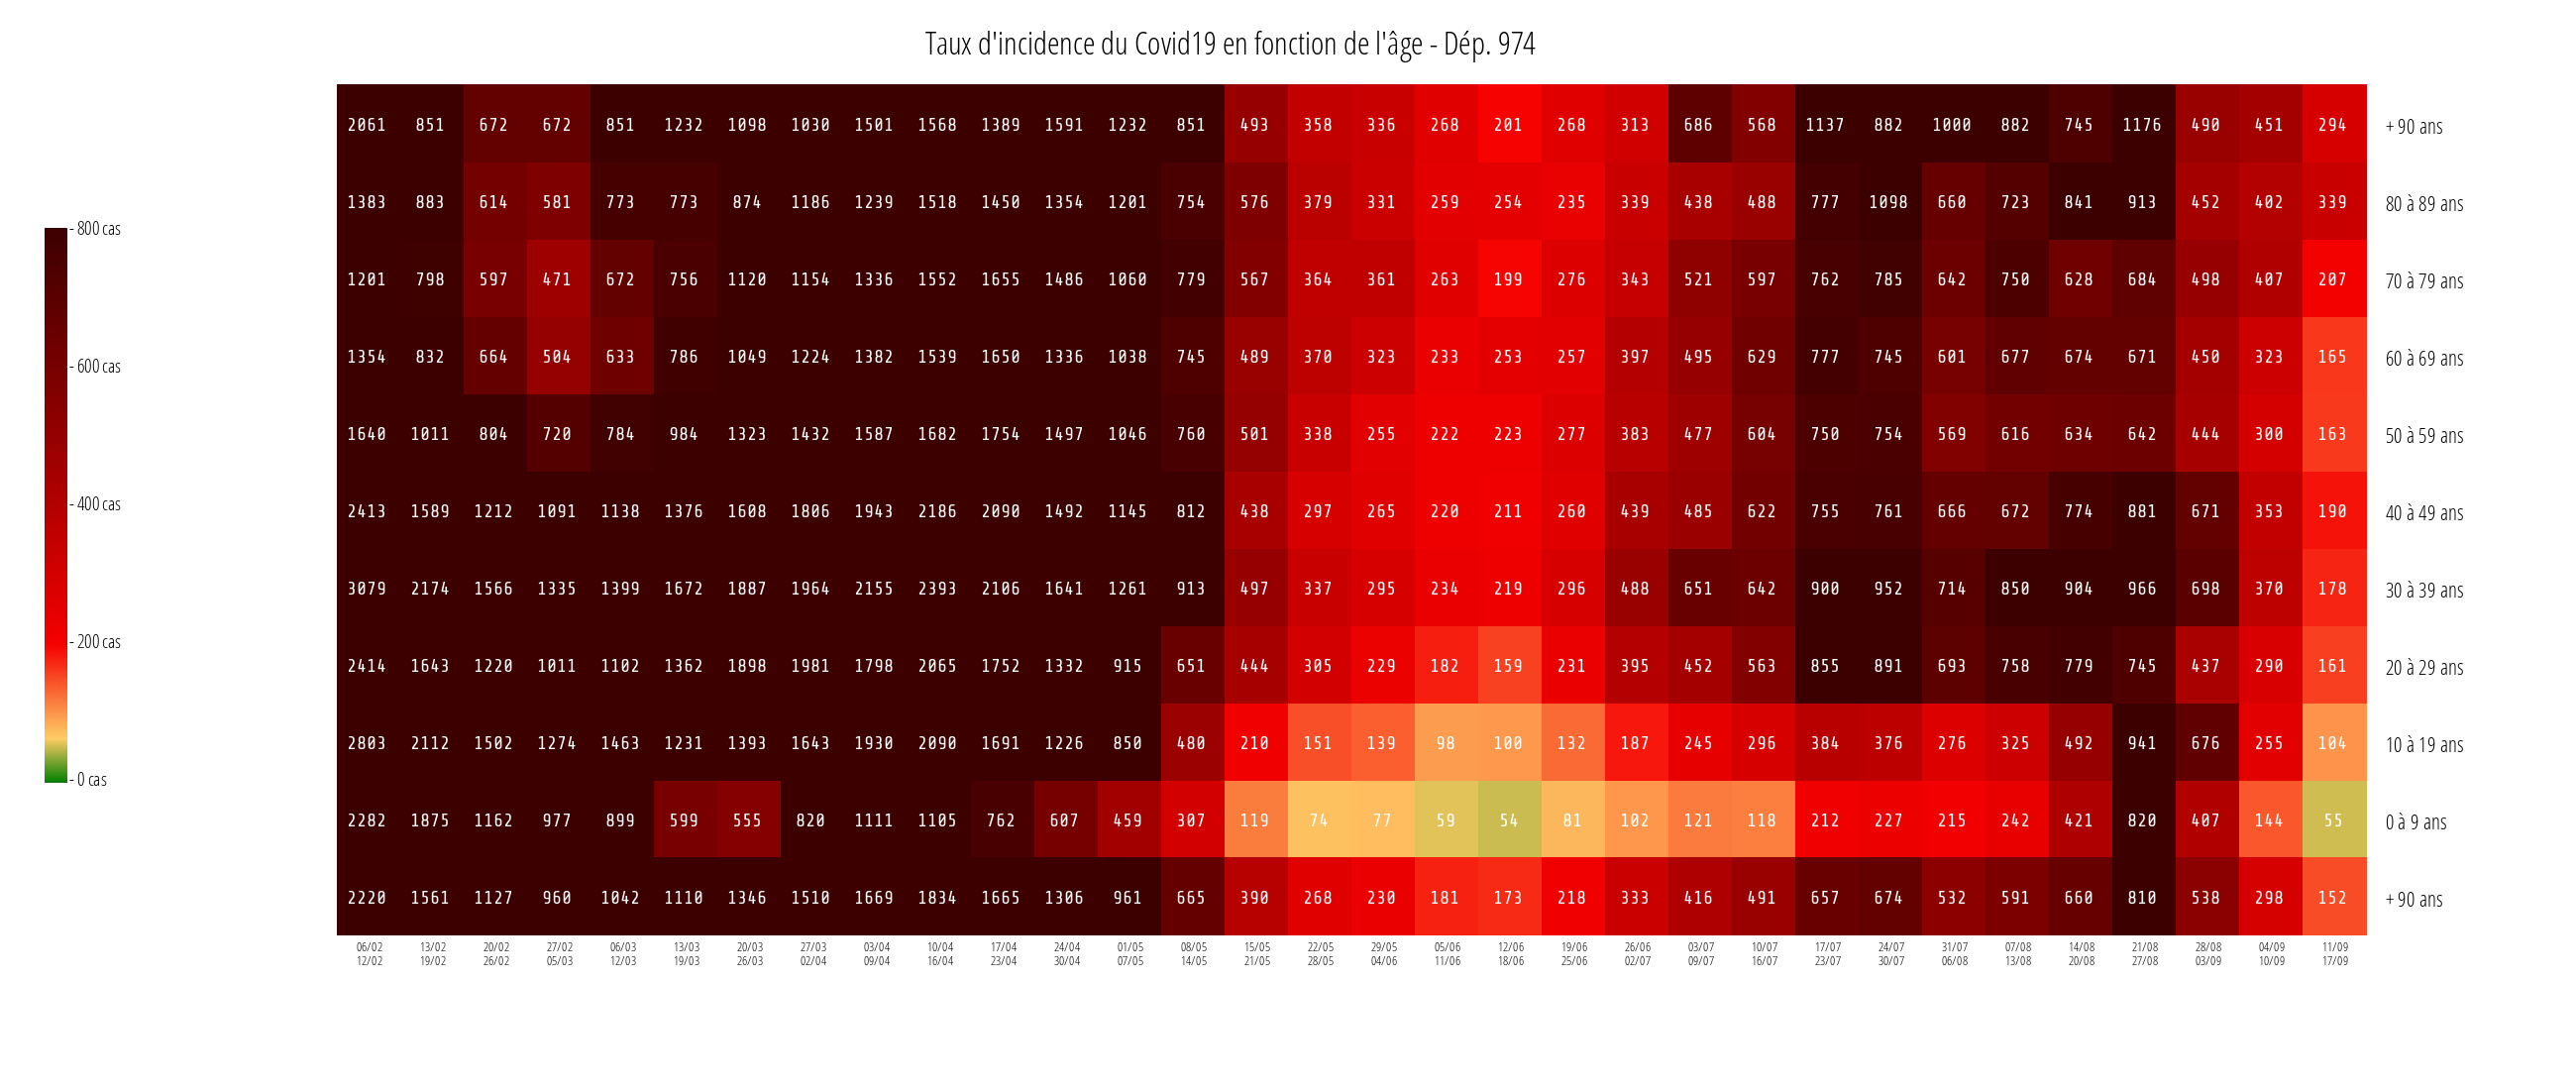 Taux d'incidence du Covid19 en fonction de l'âge - Dép. 974
2061 851 672 672 851 1232 1098 1030 1501 1568 1389 1591 1232 851 493 358 336 268 201 268 313 686 568 1137 882 1000 882 745 1176 490 451 294 + 90 ans
1383 883 614 581 773 773 874 1186 1239 1518 1450 1354 1201 754 576 379 331 259 254 235 339 438 488 777 1098 660 723 841 913 452 402 339 80 à 89 ans
- 800 cas
1201 798 597 471 672 756 1120 1154 1336 1552 1655 1486 1060 779 567 364 361 263 199 276 343 521 597 762 785 642 750 628 684 498 407 207 70 à 79 ans
1354 832 664 504 633 786 1049 1224 1382 1539 1650 1336 1038 745 489 370 323 233 253 257 397 495 629 777 745 601 677 674 671 450 323 165 60 à 69 ans
- 600 cas
1640 1011 804 720 784 984 1323 1432 1587 1682 1754 1497 1046 760 501 338 255 222 223 277 383 477 604 750 754 569 616 634 642 444 300 163 50 à 59 ans
- 400 cas
2413 1589 1212 1091 1138 1376 1608 1806 1943 2186 2090 1492 1145 812 438 297 265 220 211 260 439 485 622 755 761 666 672 774 881 671 353 190 40 à 49 ans
3079 2174 1566 1335 1399 1672 1887 1964 2155 2393 2106 1641 1261 913 497 337 295 234 219 296 488 651 642 900 952 714 850 904 966 698 370 178 30 à 39 ans
- 200 cas
2414 1643 1220 1011 1102 1362 1898 1981 1798 2065 1752 1332 915 651 444 305 229 182 159 231 395 452 563 855 891 693 758 779 745 437 290 161 20 à 29 ans
2803 2112 1502 1274 1463 1231 1393 1643 1930 2090 1691 1226 850 480 210 151 139 98 100 132 187 245 296 384 376 276 325 492 941 676 255 104 10 à 19 ans
- 0 cas
2282 1875 1162 977 899 599 555 820 1111 1105 762 607 459 307 119 74 77 59 54 81 102 121 118 212 227 215 242 421 820 407 144 55 0 à 9 ans
2220 1561 1127 960 1042 1110 1346 1510 1669 1834 1665 1306 961 665 390 268 230 181 173 218 333 416 491 657 674 532 591 660 810 538 298 152 + 90 ans
06/02 13/02 20/02 27/02 06/03 13/03 20/03 27/03 03/04 10/04 17/04 24/04 01/05 08/05 15/05 22/05 29/05 05/06 12/06 19/06 26/06 03/07 10/07 17/07 24/07 31/07 07/08 14/08 21/08 28/08 04/09 11/09
12/02 19/02 26/02 05/03 12/03 19/03 26/03 02/04 09/04 16/04 23/04 30/04 07/05 14/05 21/05 28/05 04/06 11/06 18/06 25/06 02/07 09/07 16/07 23/07 30/07 06/08 13/08 20/08 27/08 03/09 10/09 17/09